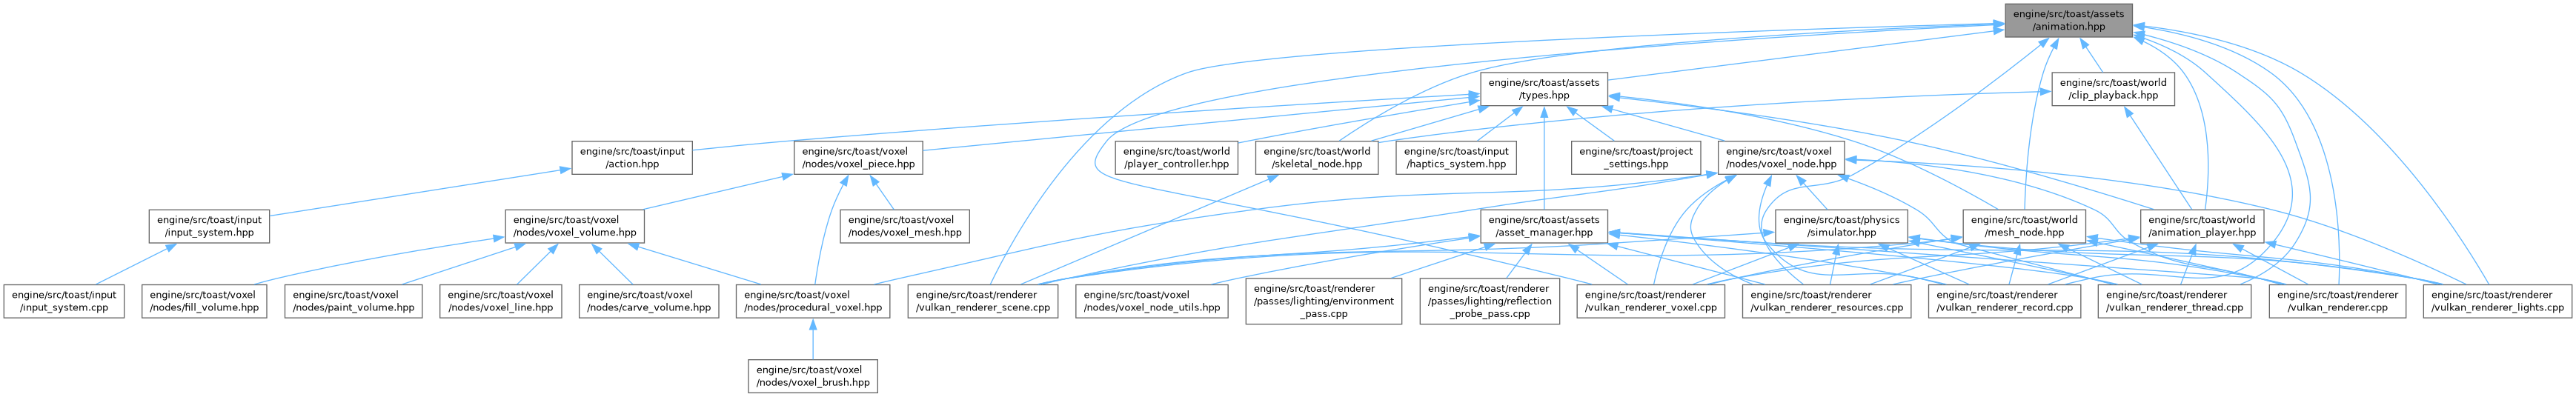 engine/src/toast/assets
/animation.hpp
engine/src/toast/assets
/types.hpp
engine/src/toast/world
/clip_playback.hpp
engine/src/toast/input
/action.hpp
engine/src/toast/voxel
/nodes/voxel_piece.hpp
engine/src/toast/world
/player_controller.hpp
engine/src/toast/world
/skeletal_node.hpp
engine/src/toast/input
/haptics_system.hpp
engine/src/toast/project
_settings.hpp
engine/src/toast/voxel
/nodes/voxel_node.hpp
engine/src/toast/input
/input_system.hpp
engine/src/toast/voxel
/nodes/voxel_volume.hpp
engine/src/toast/voxel
/nodes/voxel_mesh.hpp
engine/src/toast/assets
/asset_manager.hpp
engine/src/toast/physics
/simulator.hpp
engine/src/toast/world
/mesh_node.hpp
engine/src/toast/world
/animation_player.hpp
engine/src/toast/input
/input_system.cpp
engine/src/toast/voxel
/nodes/fill_volume.hpp
engine/src/toast/voxel
/nodes/paint_volume.hpp
engine/src/toast/voxel
/nodes/voxel_line.hpp
engine/src/toast/voxel
/nodes/carve_volume.hpp
engine/src/toast/voxel
/nodes/procedural_voxel.hpp
engine/src/toast/renderer
/vulkan_renderer_scene.cpp
engine/src/toast/voxel
/nodes/voxel_node_utils.hpp
engine/src/toast/renderer
/passes/lighting/environment
_pass.cpp
engine/src/toast/renderer
/passes/lighting/reflection
_probe_pass.cpp
engine/src/toast/renderer
/vulkan_renderer_voxel.cpp
engine/src/toast/renderer
/vulkan_renderer_resources.cpp
engine/src/toast/renderer
/vulkan_renderer_record.cpp
engine/src/toast/renderer
/vulkan_renderer_thread.cpp
engine/src/toast/renderer
/vulkan_renderer.cpp
engine/src/toast/renderer
/vulkan_renderer_lights.cpp
engine/src/toast/voxel
/nodes/voxel_brush.hpp